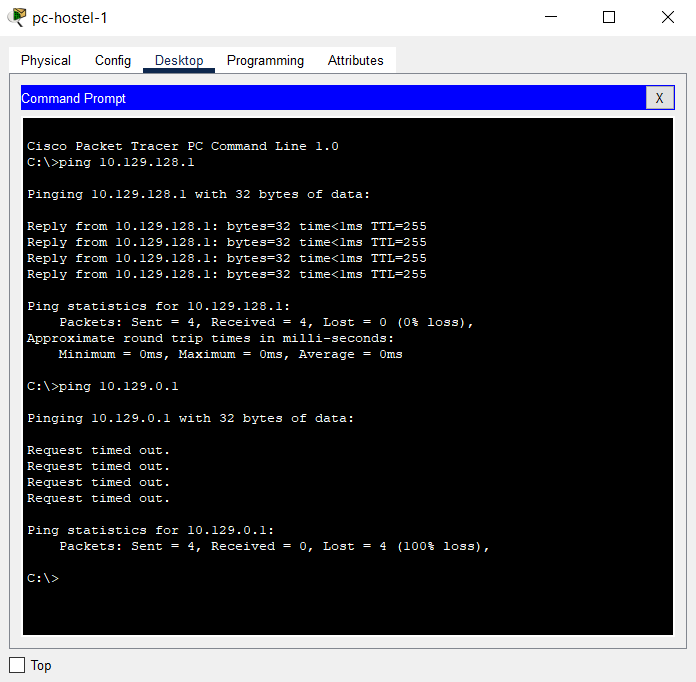 pc-hostel-1
Physical Config Desktop Programming Attributes
Command Prompt X
Cisco Packet Tracer PC Command Line 1.0
C:\>ping 10.129.128.1
Pinging 10.129.128.1 with 32 bytes of data:
Reply from 10.129.128.1: bytes=32 time<1ms TTL=255
Reply from 10.129.128.1: bytes=32 time<1ms TTL=255
Reply from 10.129.128.1: bytes=32 time<1ms TTL=255
Reply from 10.129.128.1: bytes=32 time<1ms TTL=255
Ping statistics for 10.129.128.1:
    Packets: Sent = 4, Received = 4, Lost = 0 (0% loss),
Approximate round trip times in milli-seconds:
    Minimum = 0ms, Maximum = 0ms, Average = 0ms
C:\>ping 10.129.0.1
Pinging 10.129.0.1 with 32 bytes of data:
Request timed out.
Request timed out.
Request timed out.
Request timed out.
Ping statistics for 10.129.0.1:
    Packets: Sent = 4, Received = 0, Lost = 4 (100% loss),
C:\>
Top